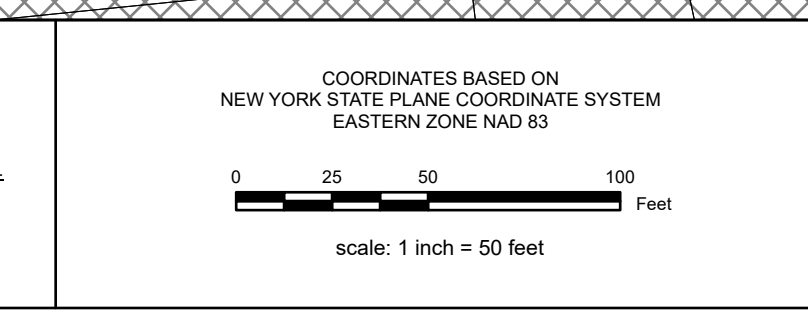 COORDINATES BASED ON
NEW YORK STATE PLANE COORDINATE SYSTEM
EASTERN ZONE NAD 83
0 25 50 100
Feet
scale: 1 inch = 50 feet